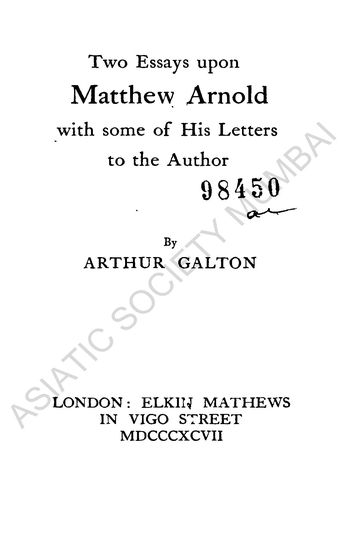 Two Essays upon
Matthew Arnold
with some of His Letters
to the Author
98450
By
ARTHUR GALTON
ASIATIC SOCIETY MUMBAI
LONDON: ELKIN MATHEWS
IN VIGO STREET
MDCCCXCVII